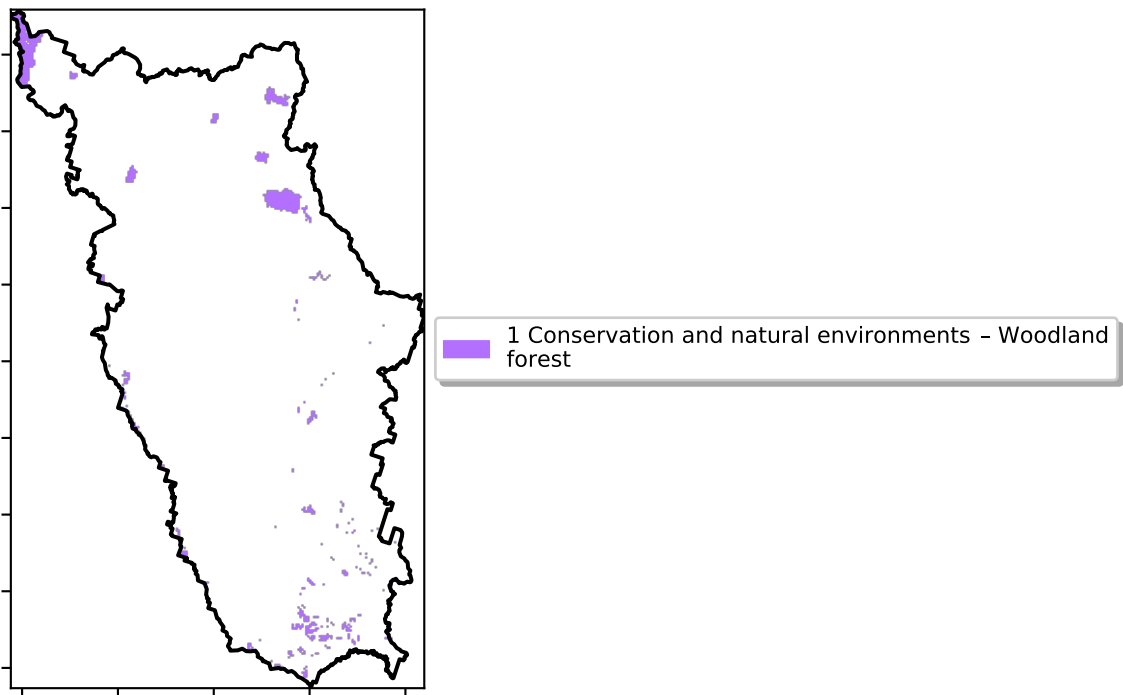 1 Conservation and natural environments – Woodland
forest